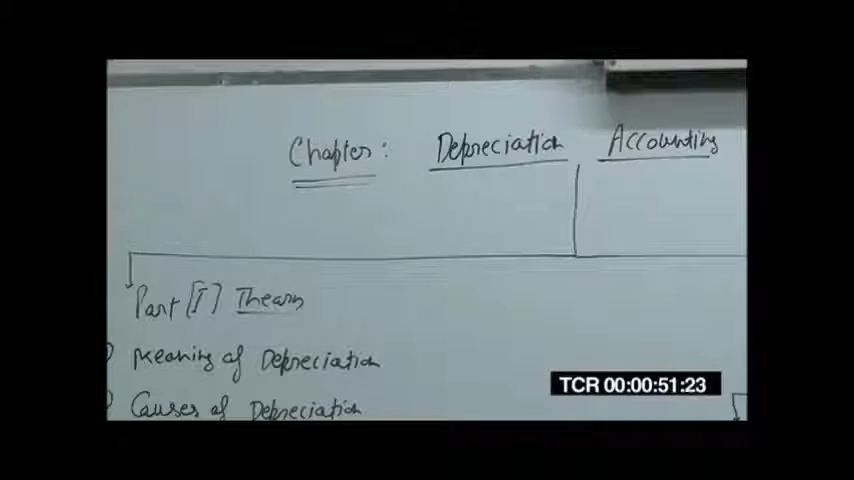 Chapter: Depreciation Accounting
Part [I] Theory
Meaning of Depreciation
TCR 00:00:51:23
Causes of Depreciation